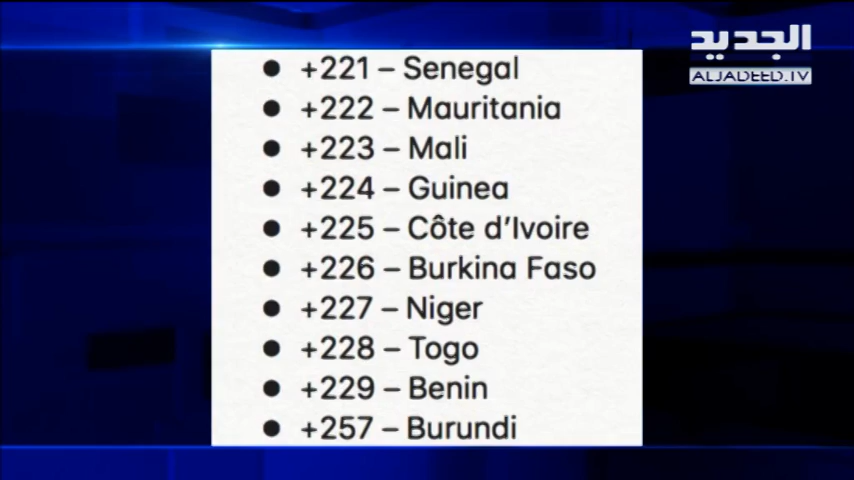 الجديد
ALJADEED.TV
• +221 – Senegal
• +222 – Mauritania
• +223 – Mali
• +224 – Guinea
• +225 – Côte d’Ivoire
• +226 – Burkina Faso
• +227 – Niger
• +228 – Togo
• +229 – Benin
• +257 – Burundi